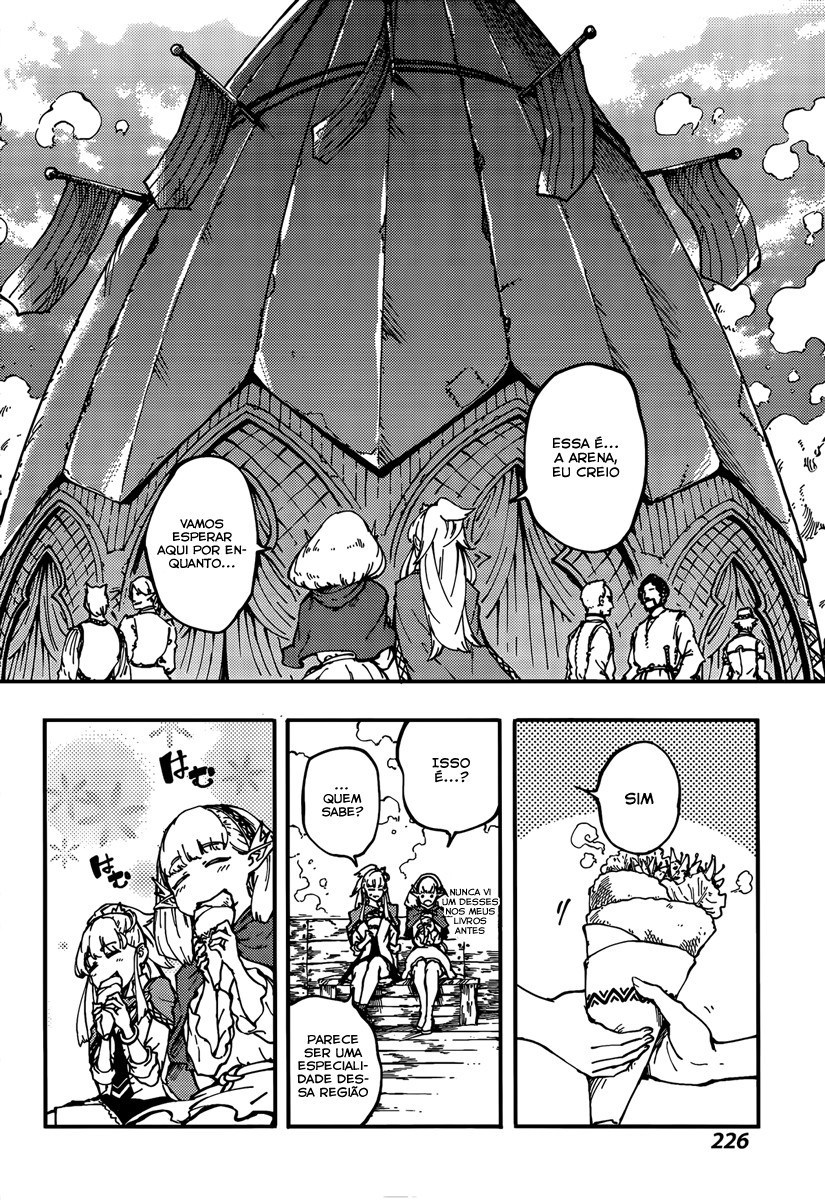 ESSA É...
A ARENA,
EU CREIO
VAMOS
ESPERAR
AQUI POR EN-
QUANTO...
SIM
ISSO
É...?
...
QUEM
SABE?
NUNCA VI
UM DESSES
NOS MEUS
LIVROS
ANTES
PARECE
SER UMA
ESPECIALI-
DADE DES-
SA REGIÃO
はむ
はむ
226